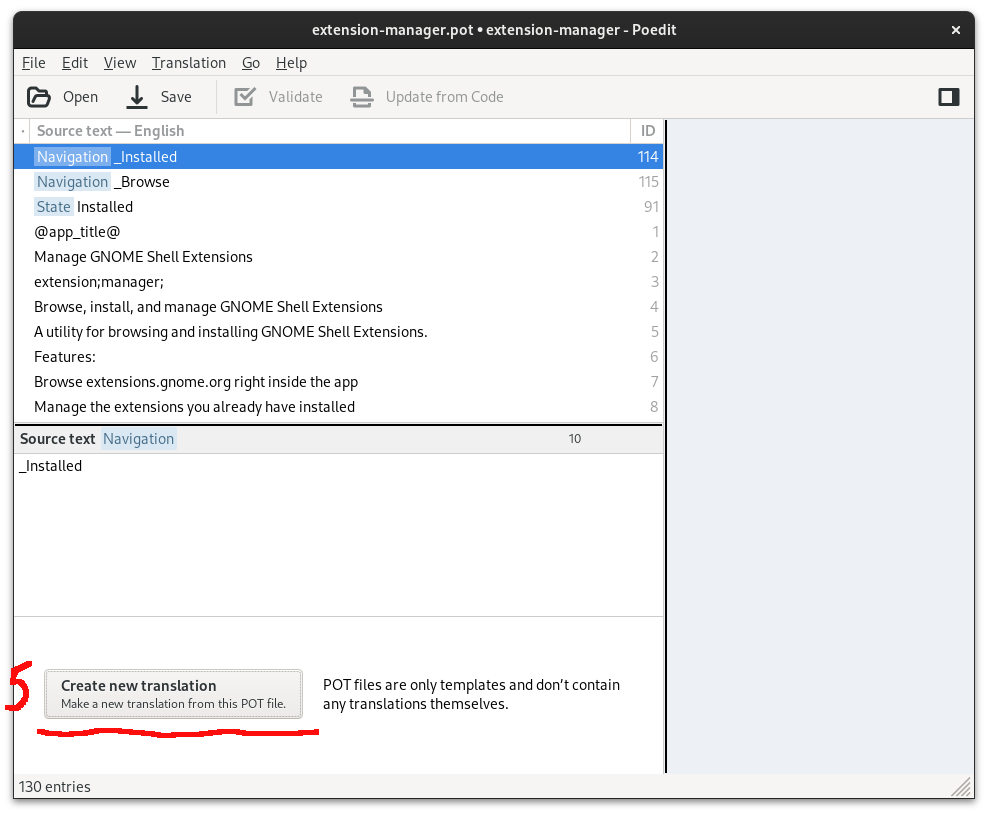 extension-manager.pot • extension-manager - Poedit
File Edit View Translation Go Help
Open Save Validate Update from Code
· Source text — English ID
Navigation _Installed 114
Navigation _Browse 115
State Installed 91
@app_title@ 1
Manage GNOME Shell Extensions 2
extension;manager; 3
Browse, install, and manage GNOME Shell Extensions 4
A utility for browsing and installing GNOME Shell Extensions. 5
Features: 6
Browse extensions.gnome.org right inside the app 7
Manage the extensions you already have installed 8
Source text Navigation 10
_Installed
5
Create new translation
Make a new translation from this POT file.
POT files are only templates and don’t contain
any translations themselves.
130 entries